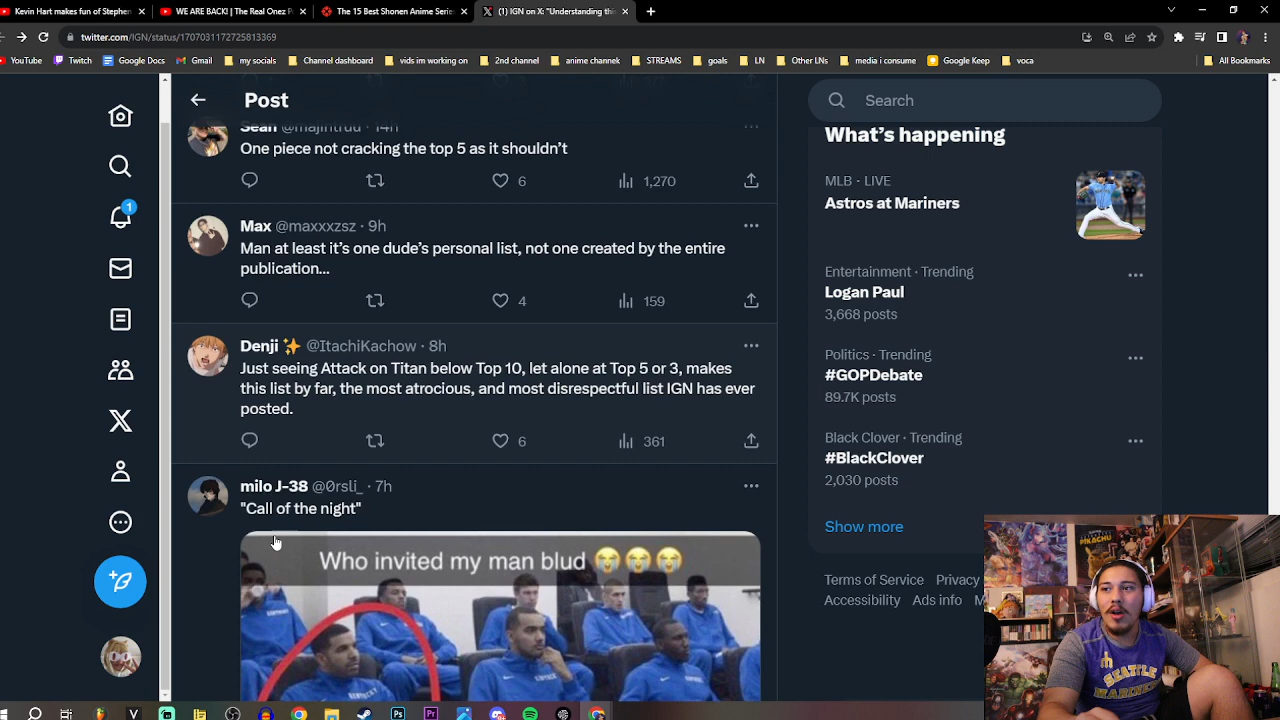 Kevin Hart makes fun of Stephen
WE ARE BACK! | The Real Onez P
The 15 Best Shonen Anime Series
(1) IGN on X: "Understanding this
twitter.com/IGN/status/1707031172725813369
YouTube
Twitch
Google Docs
Gmail
my socials
Channel dashboard
vids im working on
2nd channel
anime channel
STREAMS
goals
LN
Other LNs
media i consume
Google Keep
voca
All Bookmarks
Post
Search
Sean @majintruu · 14h
One piece not cracking the top 5 as it shouldn't
6
1,270
Max @maxxxzsz · 9h
Man at least it's one dude's personal list, not one created by the entire
publication...
4
159
Denji ✨ @ItachiKachow · 8h
Just seeing Attack on Titan below Top 10, let alone at Top 5 or 3, makes
this list by far, the most atrocious, and most disrespectful list IGN has ever
posted.
6
361
milo J-38 @0rsli_ · 7h
"Call of the night"
Who invited my man blud 😭😭😭
KENTUCKY
What's happening
MLB · LIVE
Astros at Mariners
Entertainment · Trending
Logan Paul
3,668 posts
Politics · Trending
#GOPDebate
89.7K posts
Black Clover · Trending
#BlackClover
2,030 posts
Show more
Terms of Service Privacy
Accessibility Ads info
1
SEATTLE
MARINERS